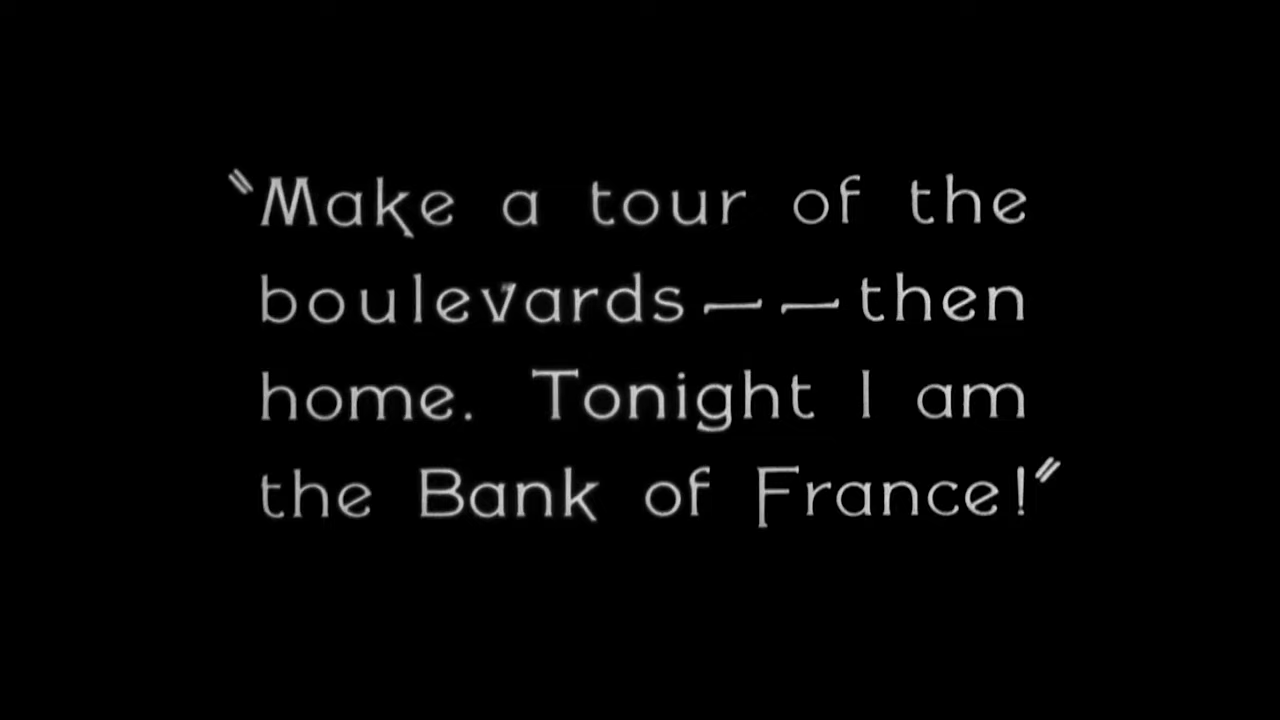 "Make a tour of the
boulevards——then
home. Tonight I am
the Bank of France!"